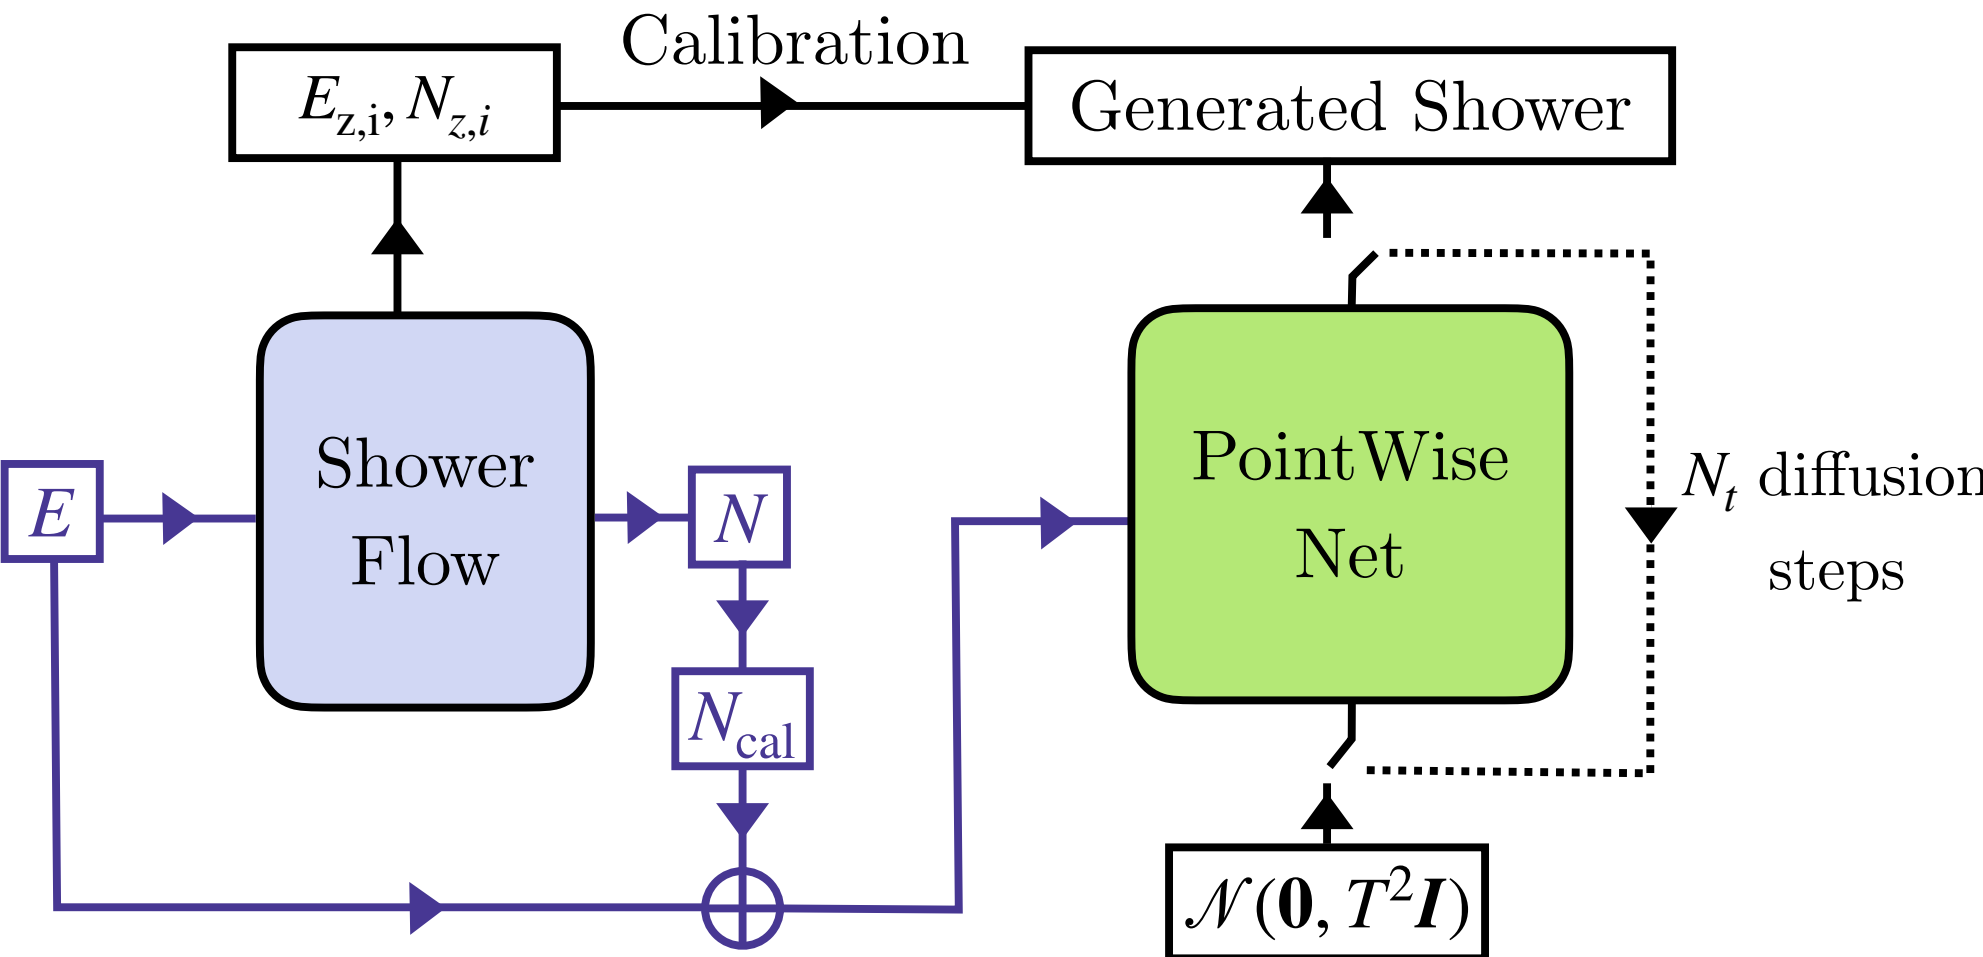 Calibration
E_{z,i}, N_{z,i}
Generated Shower
Shower
Flow
PointWise
Net
E
N
N_{cal}
N_t diffusion
steps
𝒩(0, T²I)